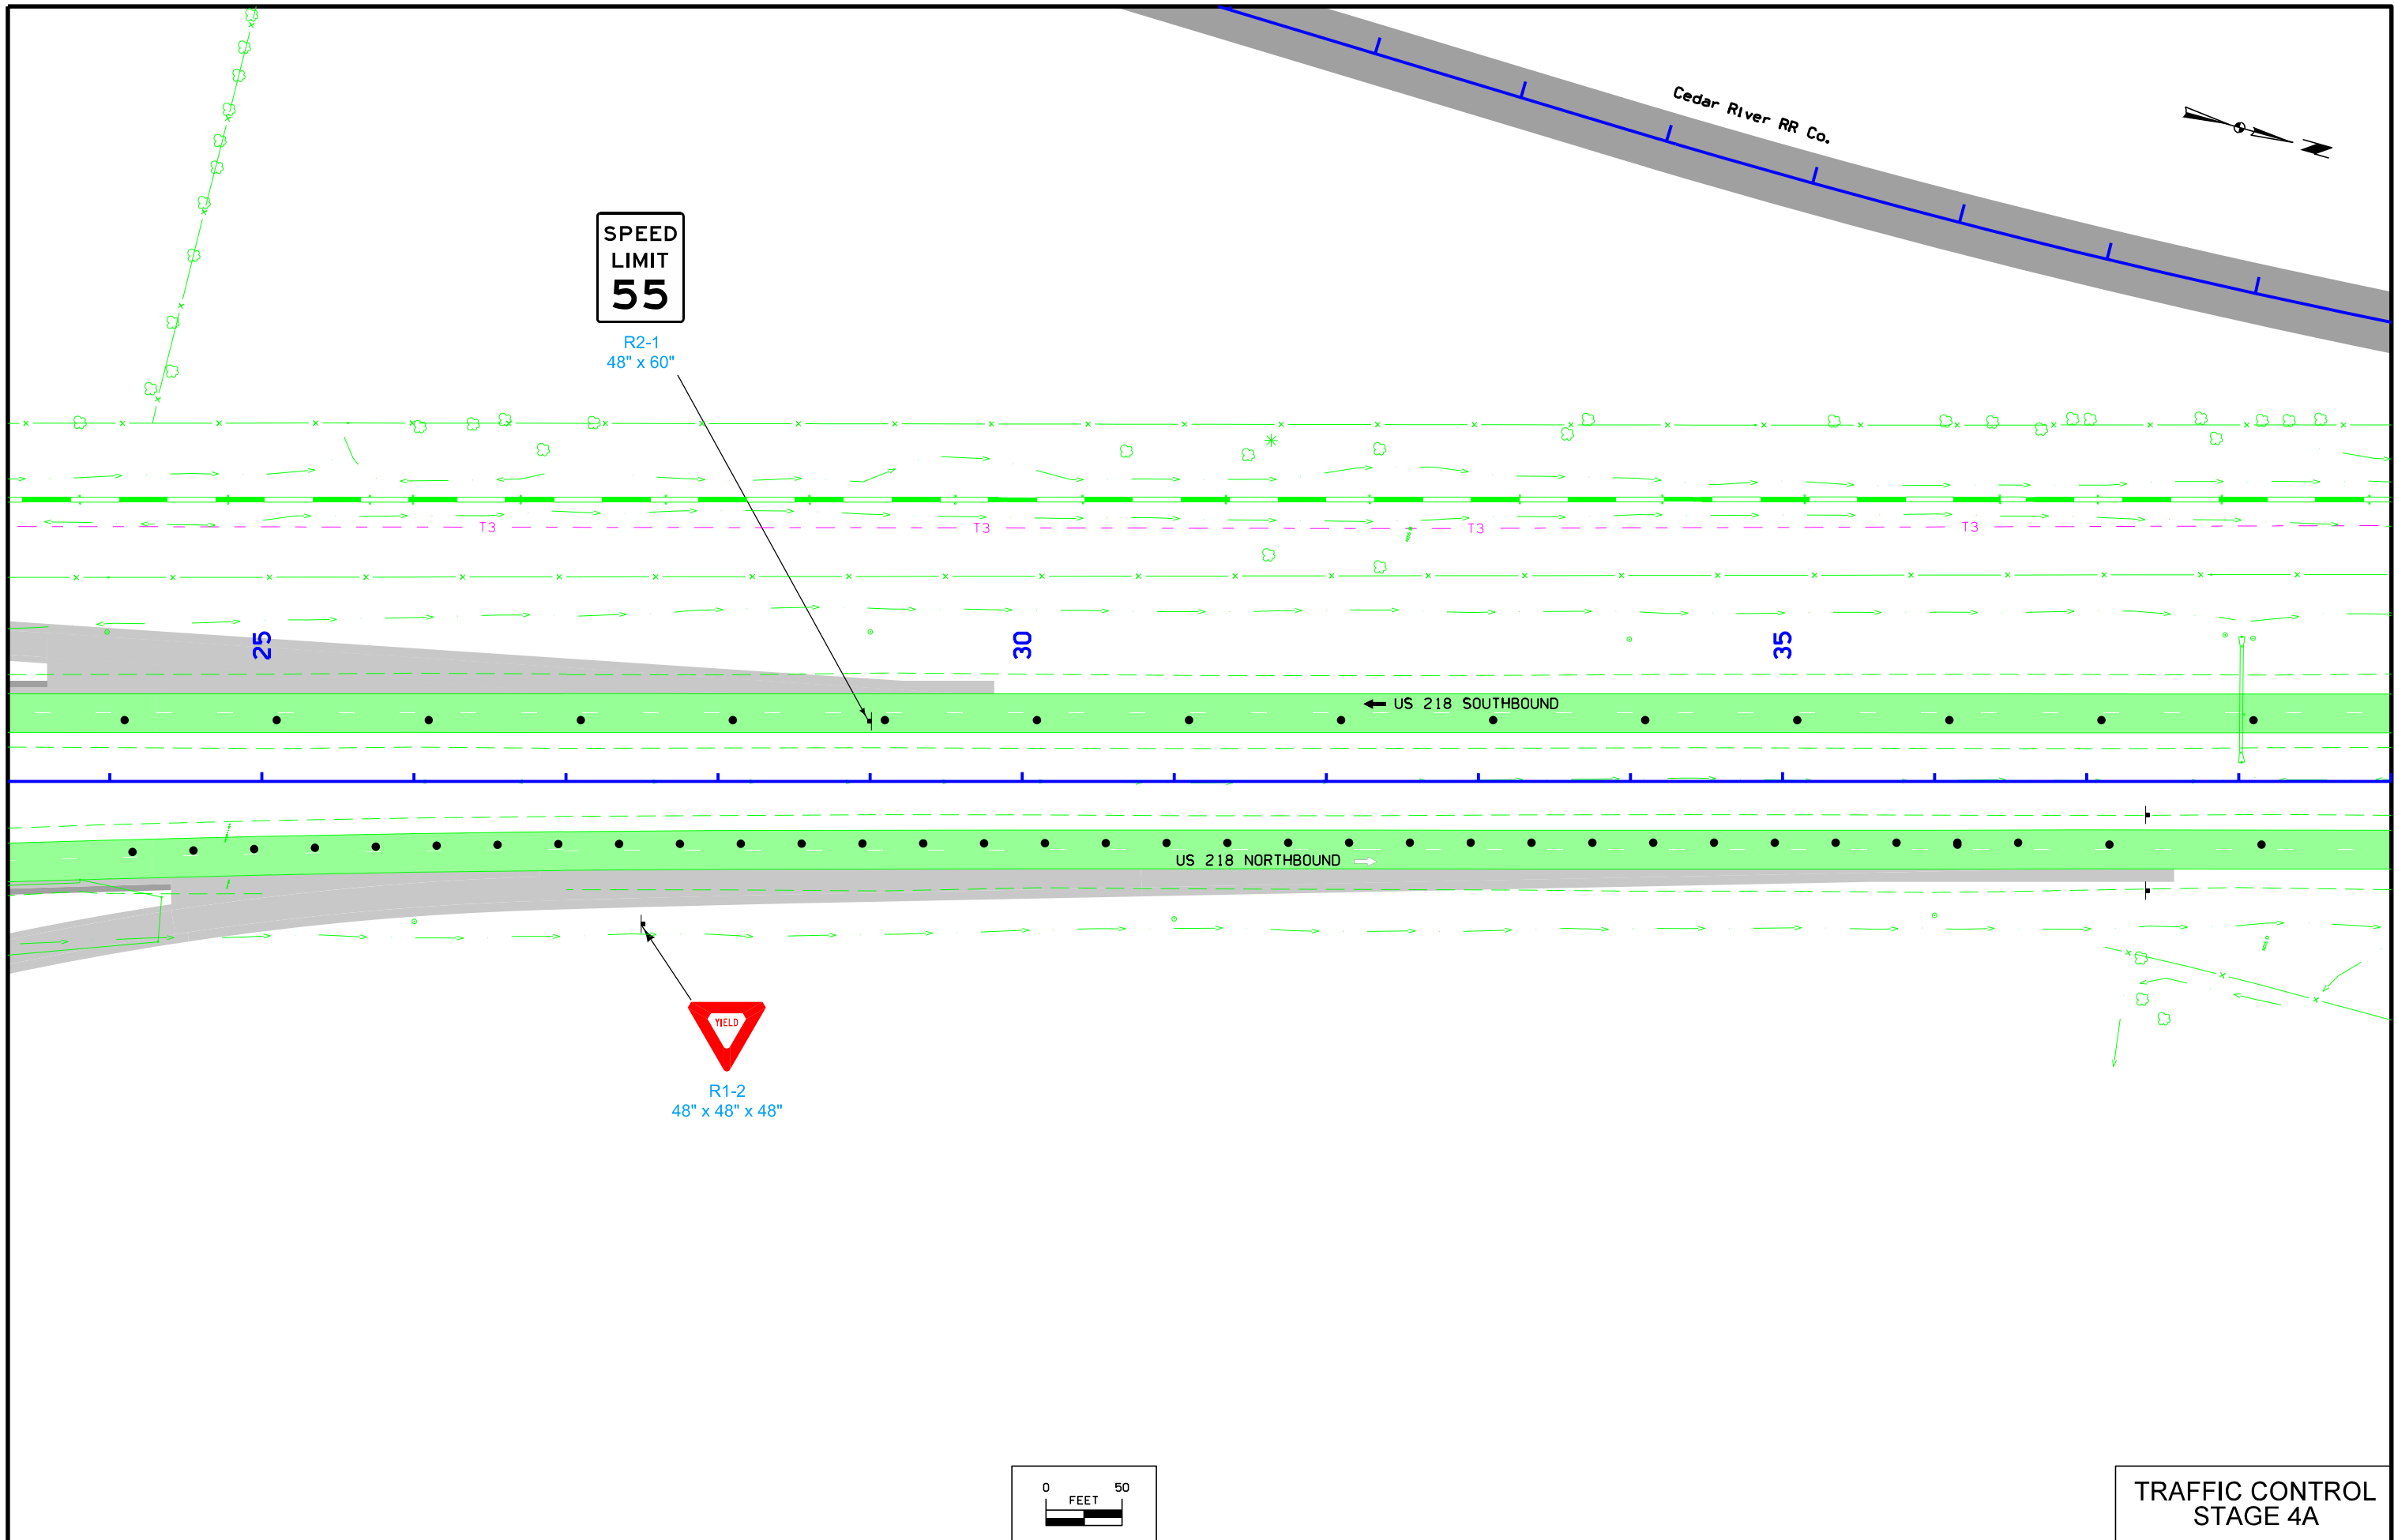 Cedar River RR Co.
N
SPEED
LIMIT
55
R2-1
48" x 60"
T3 T3 T3 T3
25 30 35
US 218 SOUTHBOUND
US 218 NORTHBOUND
YIELD
R1-2
48" x 48" x 48"
0 50
FEET
TRAFFIC CONTROL
STAGE 4A